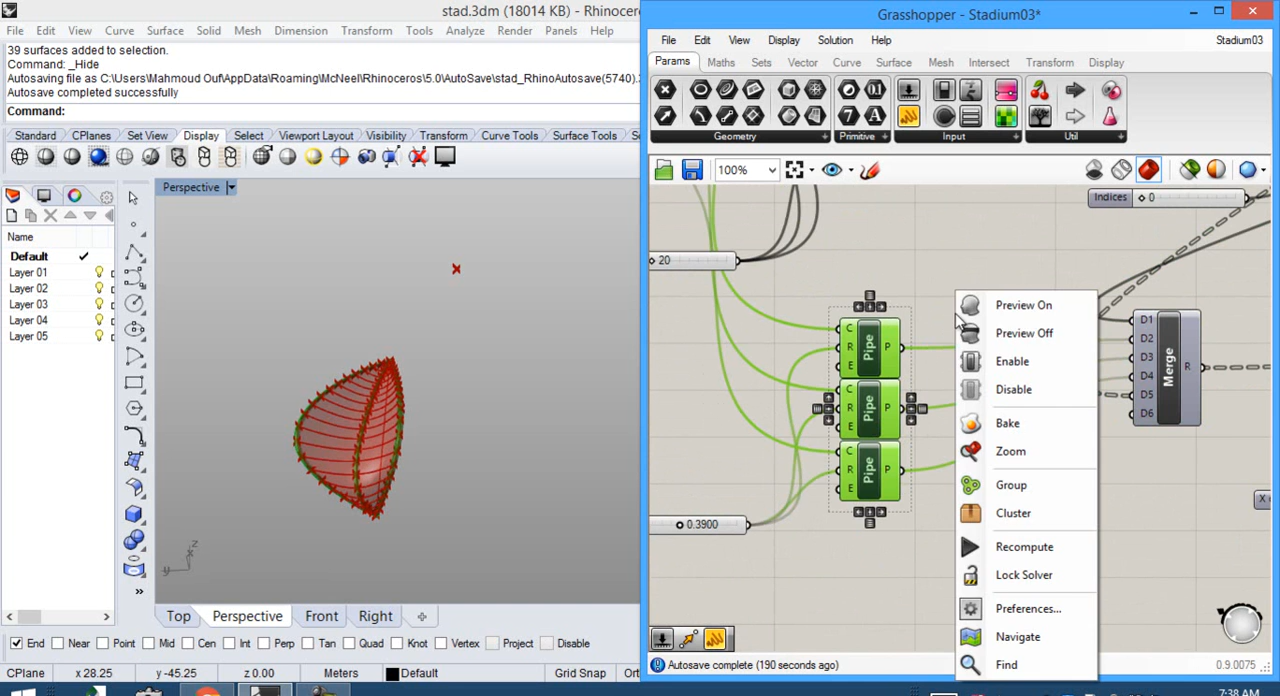 stad.3dm (18014 KB) - Rhinoceros
File Edit View Curve Surface Solid Mesh Dimension Transform Tools Analyze Render Panels Help
39 surfaces added to selection.
Command: _Hide
Autosaving file as C:\Users\Mahmoud Ouf\AppData\Roaming\McNeel\Rhinoceros\5.0\AutoSave\stad_RhinoAutosave(5740).
Autosave completed successfully
Command:
Standard CPlanes Set View Display Select Viewport Layout Visibility Transform Curve Tools Surface Tools
Perspective
Name
Default
Layer 01
Layer 02
Layer 03
Layer 04
Layer 05
z
y
Top Perspective Front Right
End Near Point Mid Cen Int Perp Tan Quad Knot Vertex Project Disable
CPlane x 28.25 y -45.25 z 0.00 Meters Default Grid Snap
Grasshopper - Stadium03*
File Edit View Display Solution Help Stadium03
Params Maths Sets Vector Curve Surface Mesh Intersect Transform Display
Geometry Primitive Input Util
100%
Indices 0
20
C R E Pipe P
C R E Pipe P
C R E Pipe P
0.3900
D1 D2 D3 D4 D5 D6 Merge R
Preview On
Preview Off
Enable
Disable
Bake
Zoom
Group
Cluster
Recompute
Lock Solver
Preferences...
Navigate
Find
Autosave complete (190 seconds ago)
0.9.0075
7:38 AM